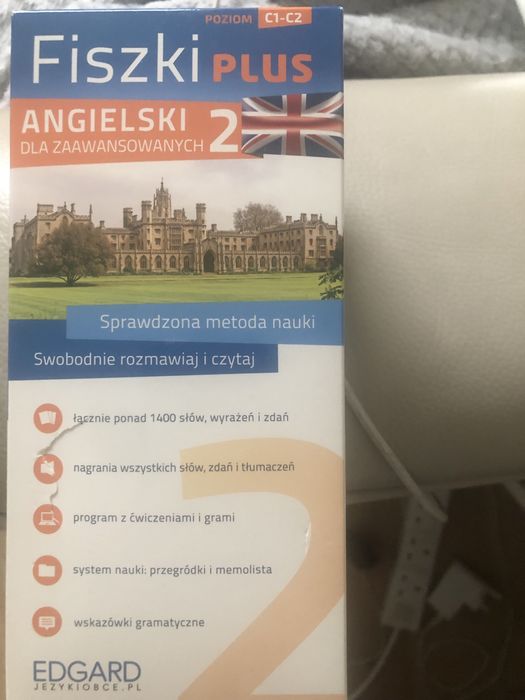 POZIOM C1-C2
Fiszki PLUS
ANGIELSKI 2
DLA ZAAWANSOWANYCH
Sprawdzona metoda nauki
Swobodnie rozmawiaj i czytaj
łącznie ponad 1400 słów, wyrażeń i zdań
nagrania wszystkich słów, zdań i tłumaczeń
program z ćwiczeniami i grami
system nauki: przegródki i memolista
wskazówki gramatyczne
2
EDGARD
JEZYKIOBCE.PL